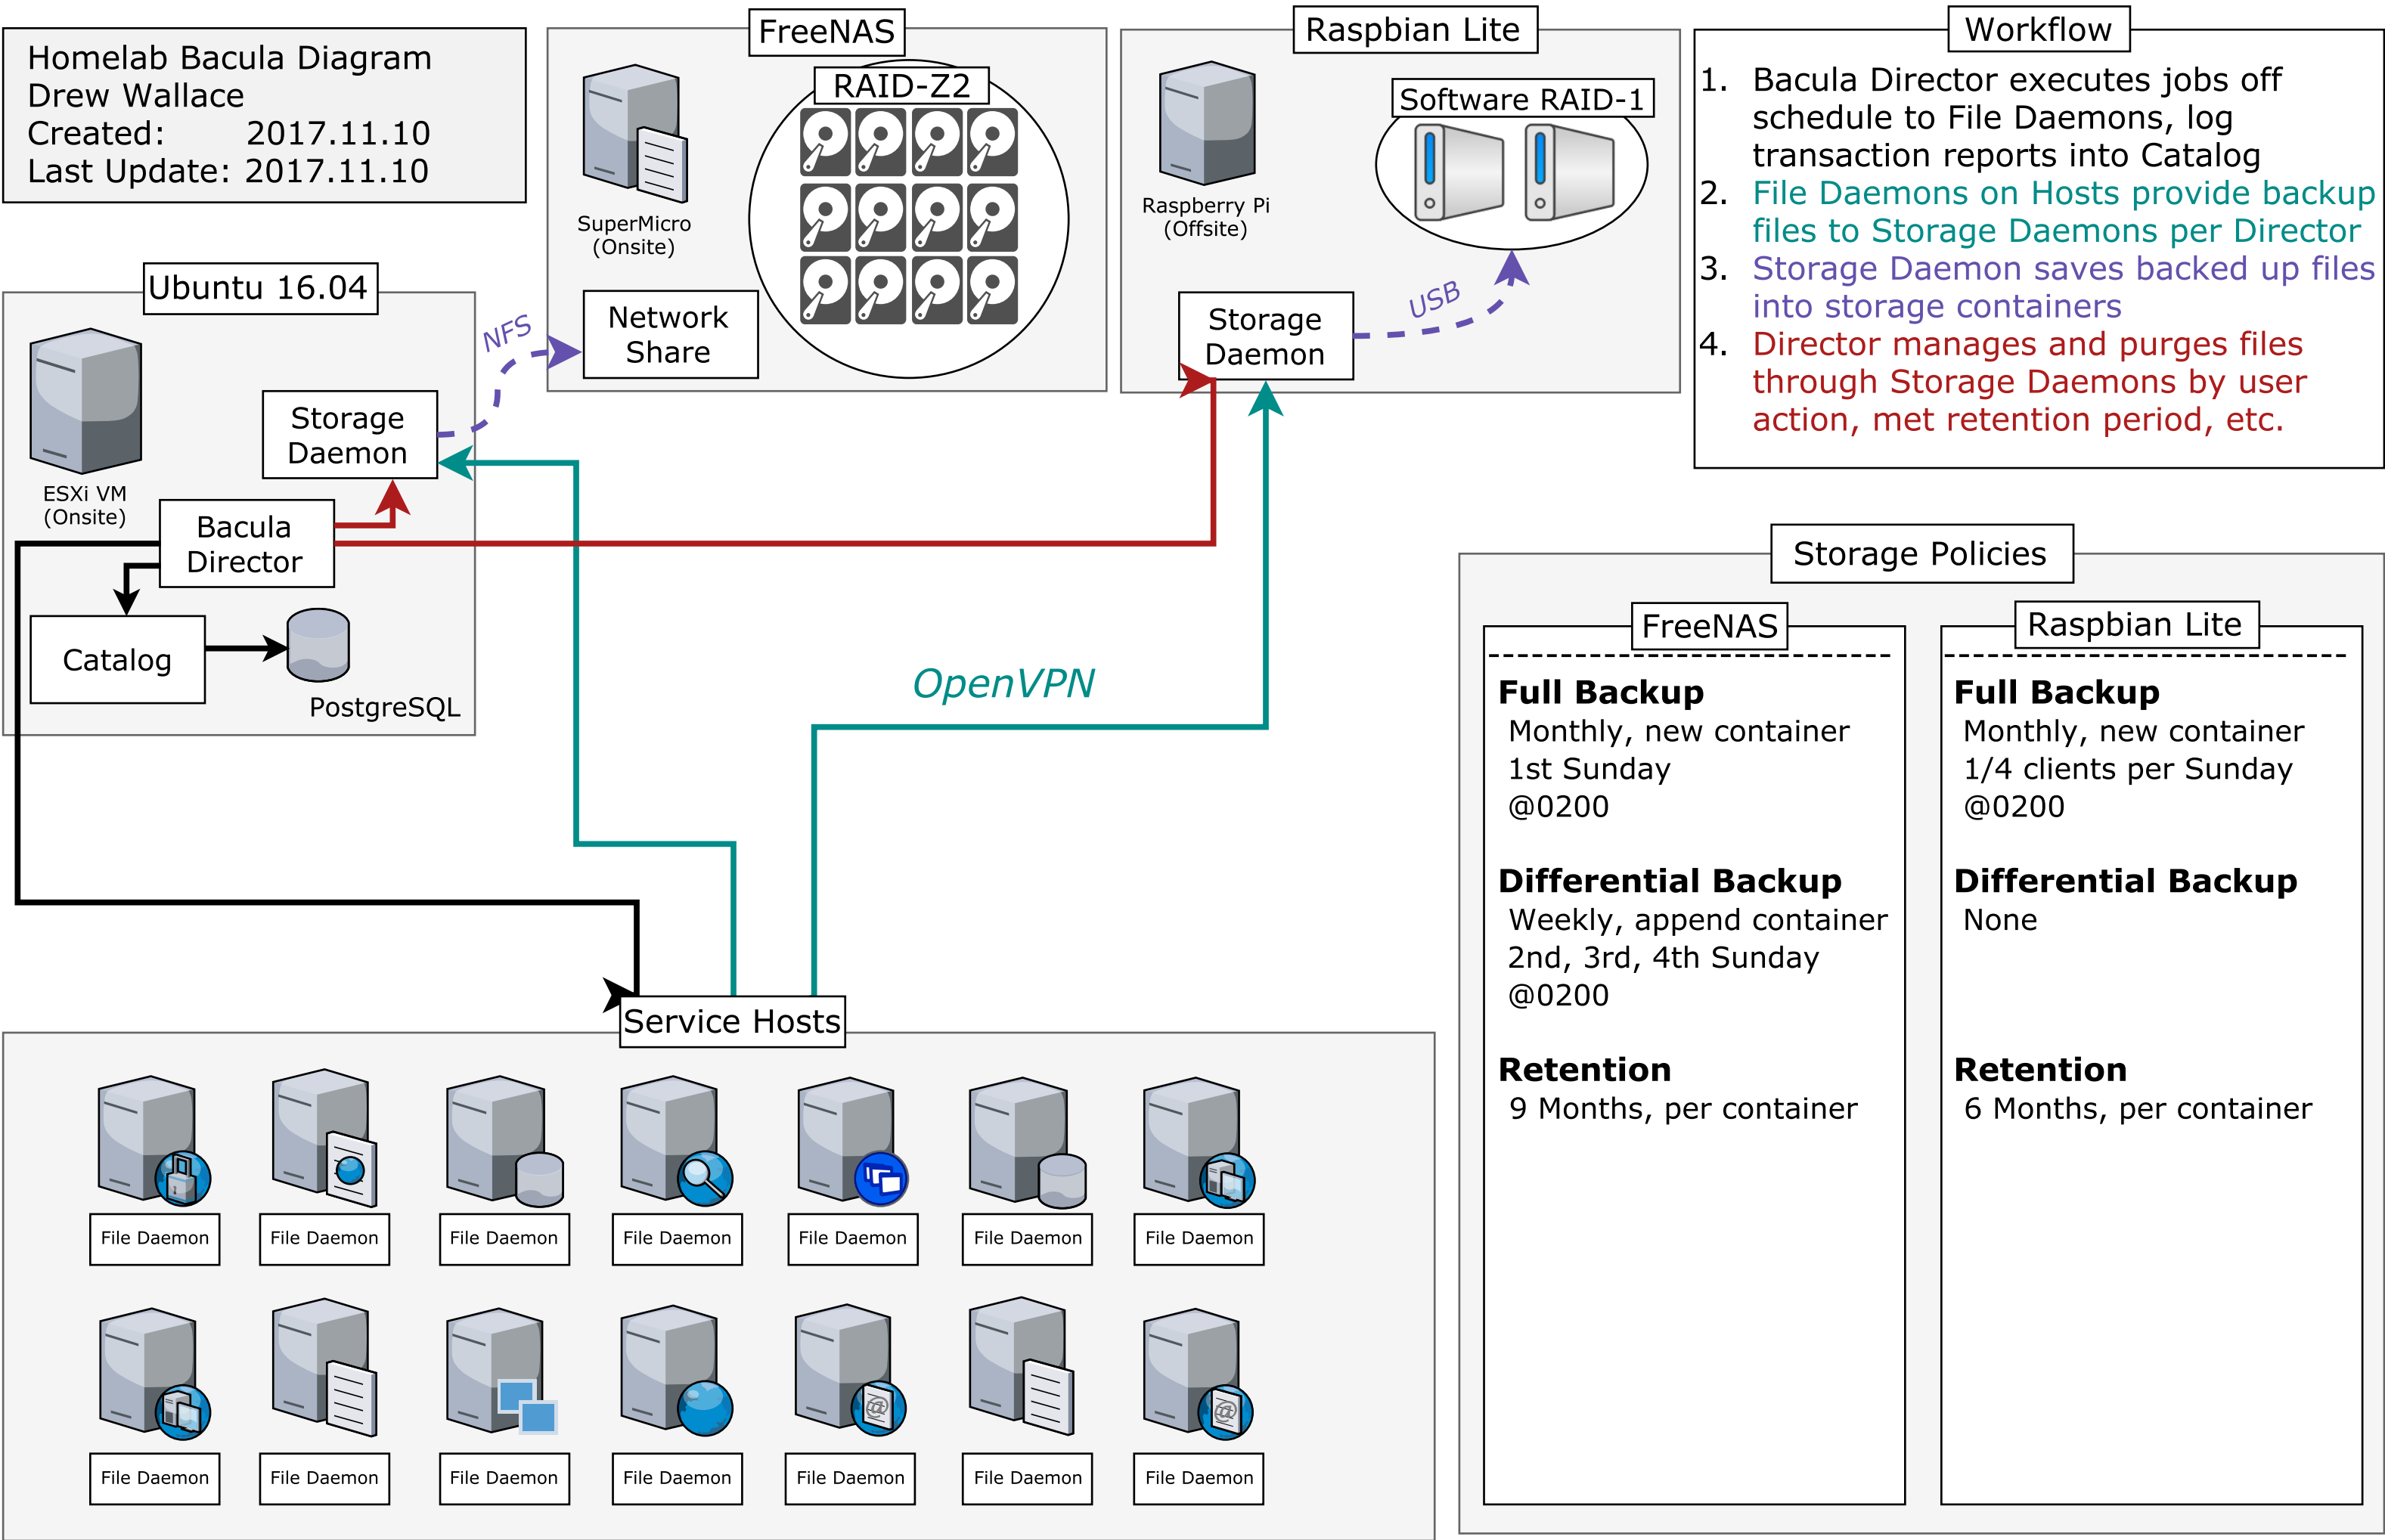 Homelab Bacula Diagram
Drew Wallace
Created: 2017.11.10
Last Update: 2017.11.10
FreeNAS
RAID-Z2
SuperMicro
(Onsite)
Network
Share
Raspbian Lite
Software RAID-1
Raspberry Pi
(Offsite)
Storage
Daemon
USB
Workflow
1. Bacula Director executes jobs off
schedule to File Daemons, log
transaction reports into Catalog
2. File Daemons on Hosts provide backup
files to Storage Daemons per Director
3. Storage Daemon saves backed up files
into storage containers
4. Director manages and purges files
through Storage Daemons by user
action, met retention period, etc.
Ubuntu 16.04
NFS
ESXi VM
(Onsite)
Storage
Daemon
Bacula
Director
Catalog
PostgreSQL
OpenVPN
Storage Policies
FreeNAS
Full Backup
Monthly, new container
1st Sunday
@0200
Differential Backup
Weekly, append container
2nd, 3rd, 4th Sunday
@0200
Retention
9 Months, per container
Raspbian Lite
Full Backup
Monthly, new container
1/4 clients per Sunday
@0200
Differential Backup
None
Retention
6 Months, per container
Service Hosts
File Daemon
File Daemon
File Daemon
File Daemon
File Daemon
File Daemon
File Daemon
File Daemon
File Daemon
File Daemon
File Daemon
File Daemon
File Daemon
File Daemon